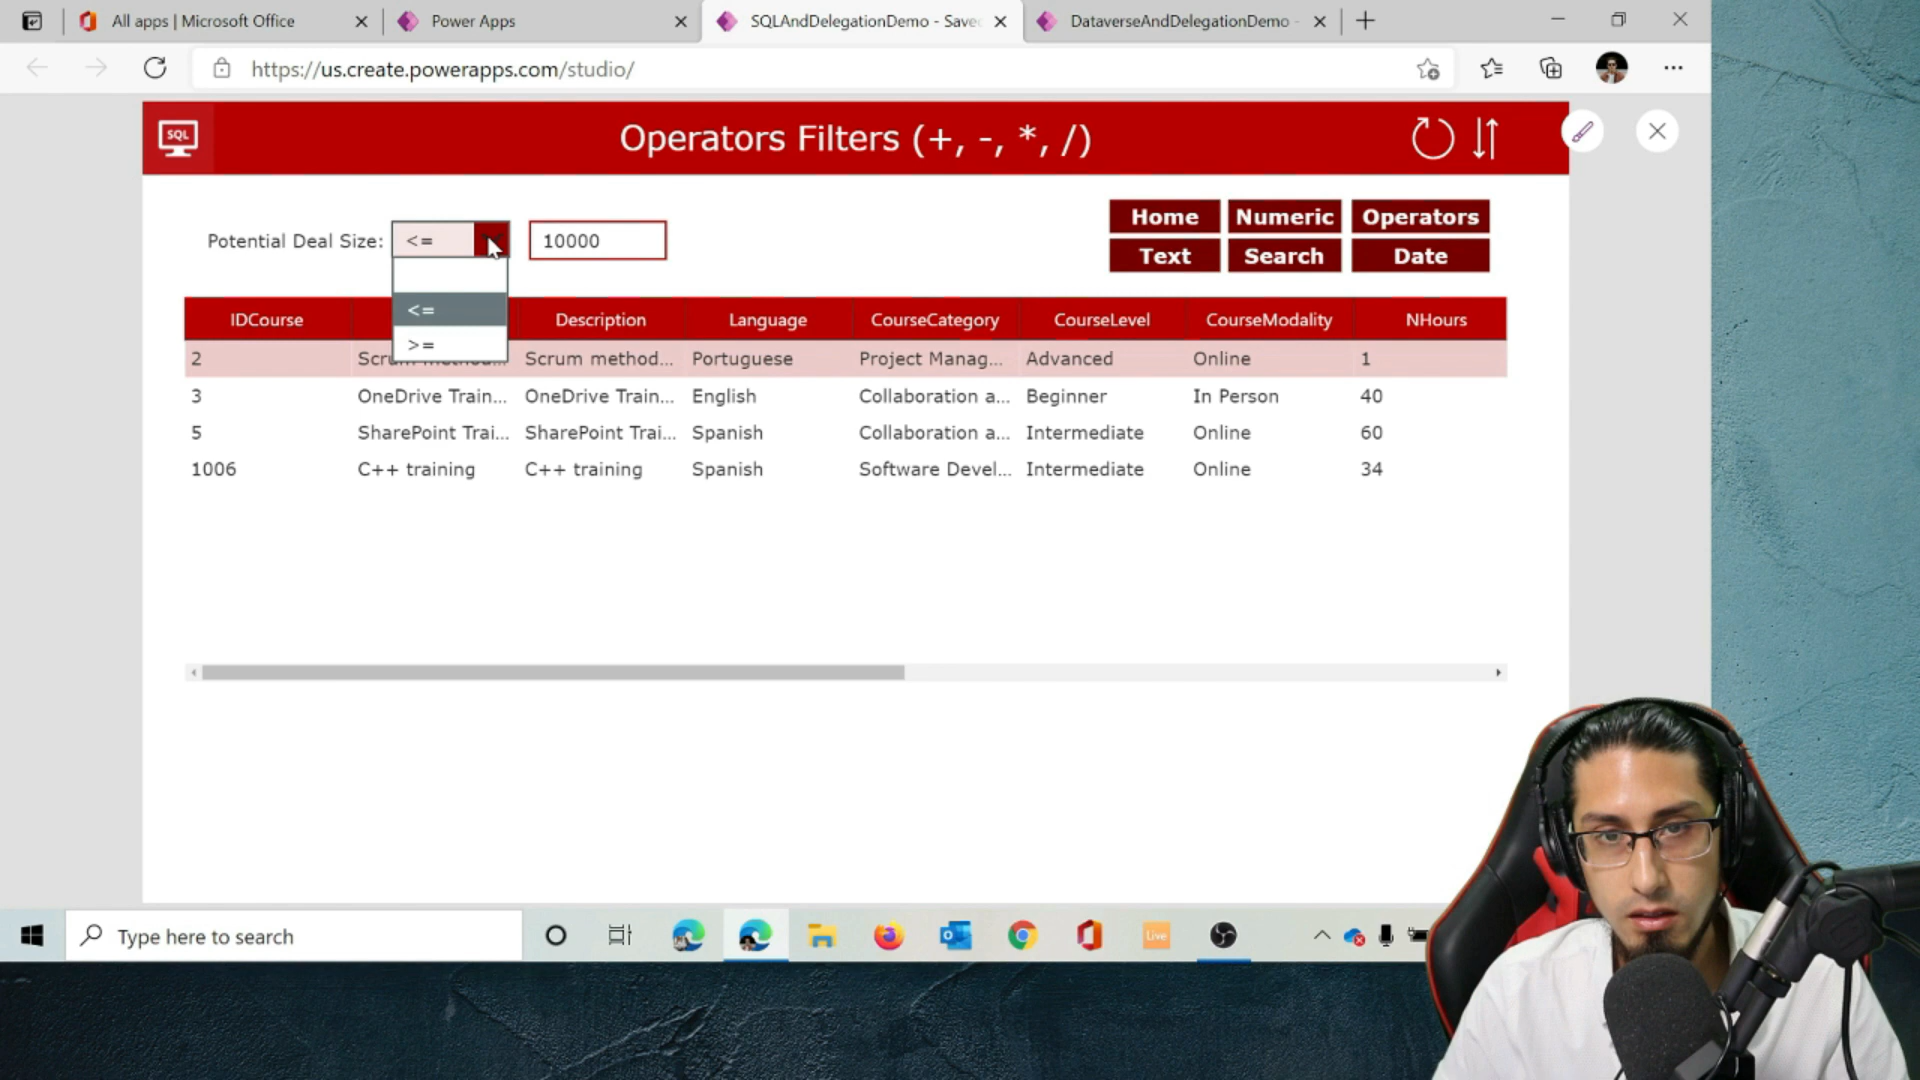 All apps | Microsoft Office
Power Apps
SQLAndDelegationDemo - Save
DataverseAndDelegationDemo -
https://us.create.powerapps.com/studio/
SQL
Operators Filters (+, -, *, /)
Potential Deal Size:
<=
10000
<=
>=
Home
Numeric
Operators
Text
Search
Date
IDCourse Description Language CourseCategory CourseLevel CourseModality NHours
2 Scrum method... Scrum method... Portuguese Project Manag... Advanced Online 1
3 OneDrive Train... OneDrive Train... English Collaboration a... Beginner In Person 40
5 SharePoint Trai... SharePoint Trai... Spanish Collaboration a... Intermediate Online 60
1006 C++ training C++ training Spanish Software Devel... Intermediate Online 34
Type here to search
Live